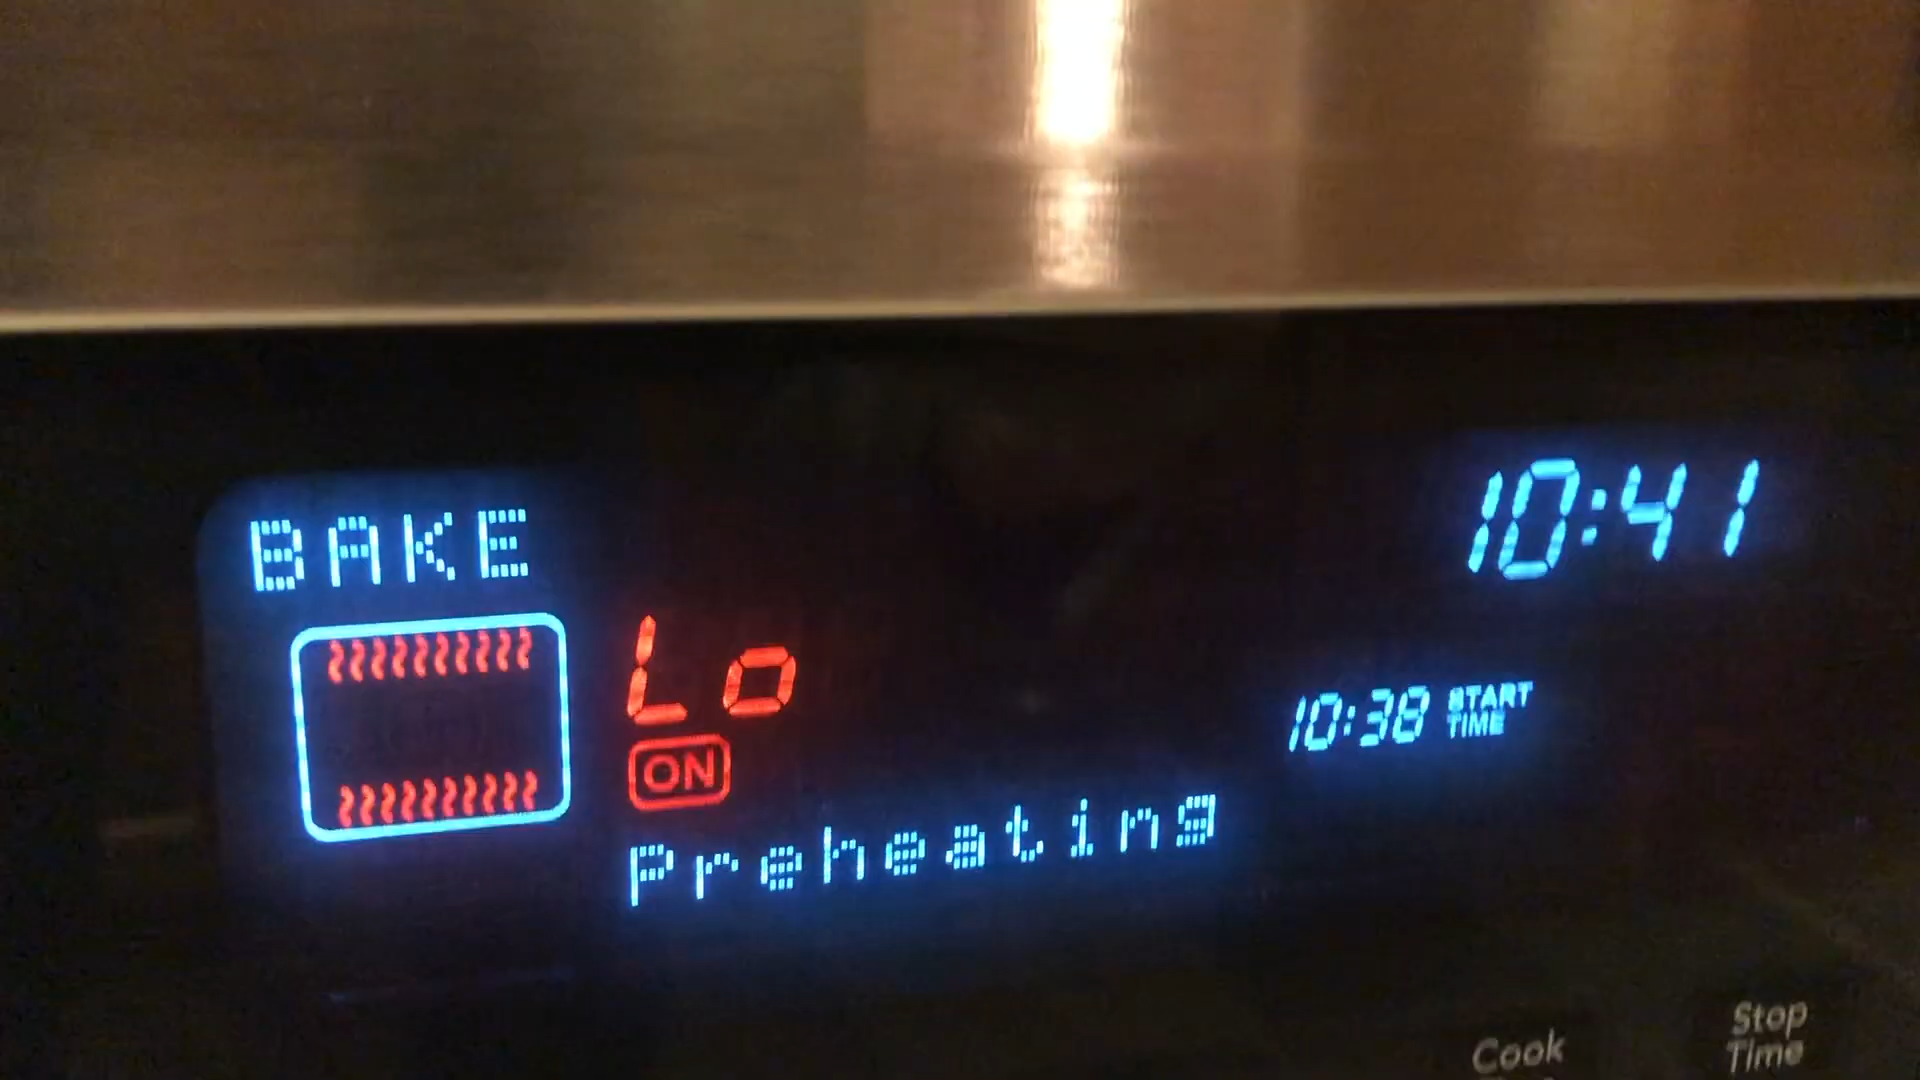 BAKE
10:41
Lo
10:38 START TIME
ON
Preheating
Cook
Stop
Time